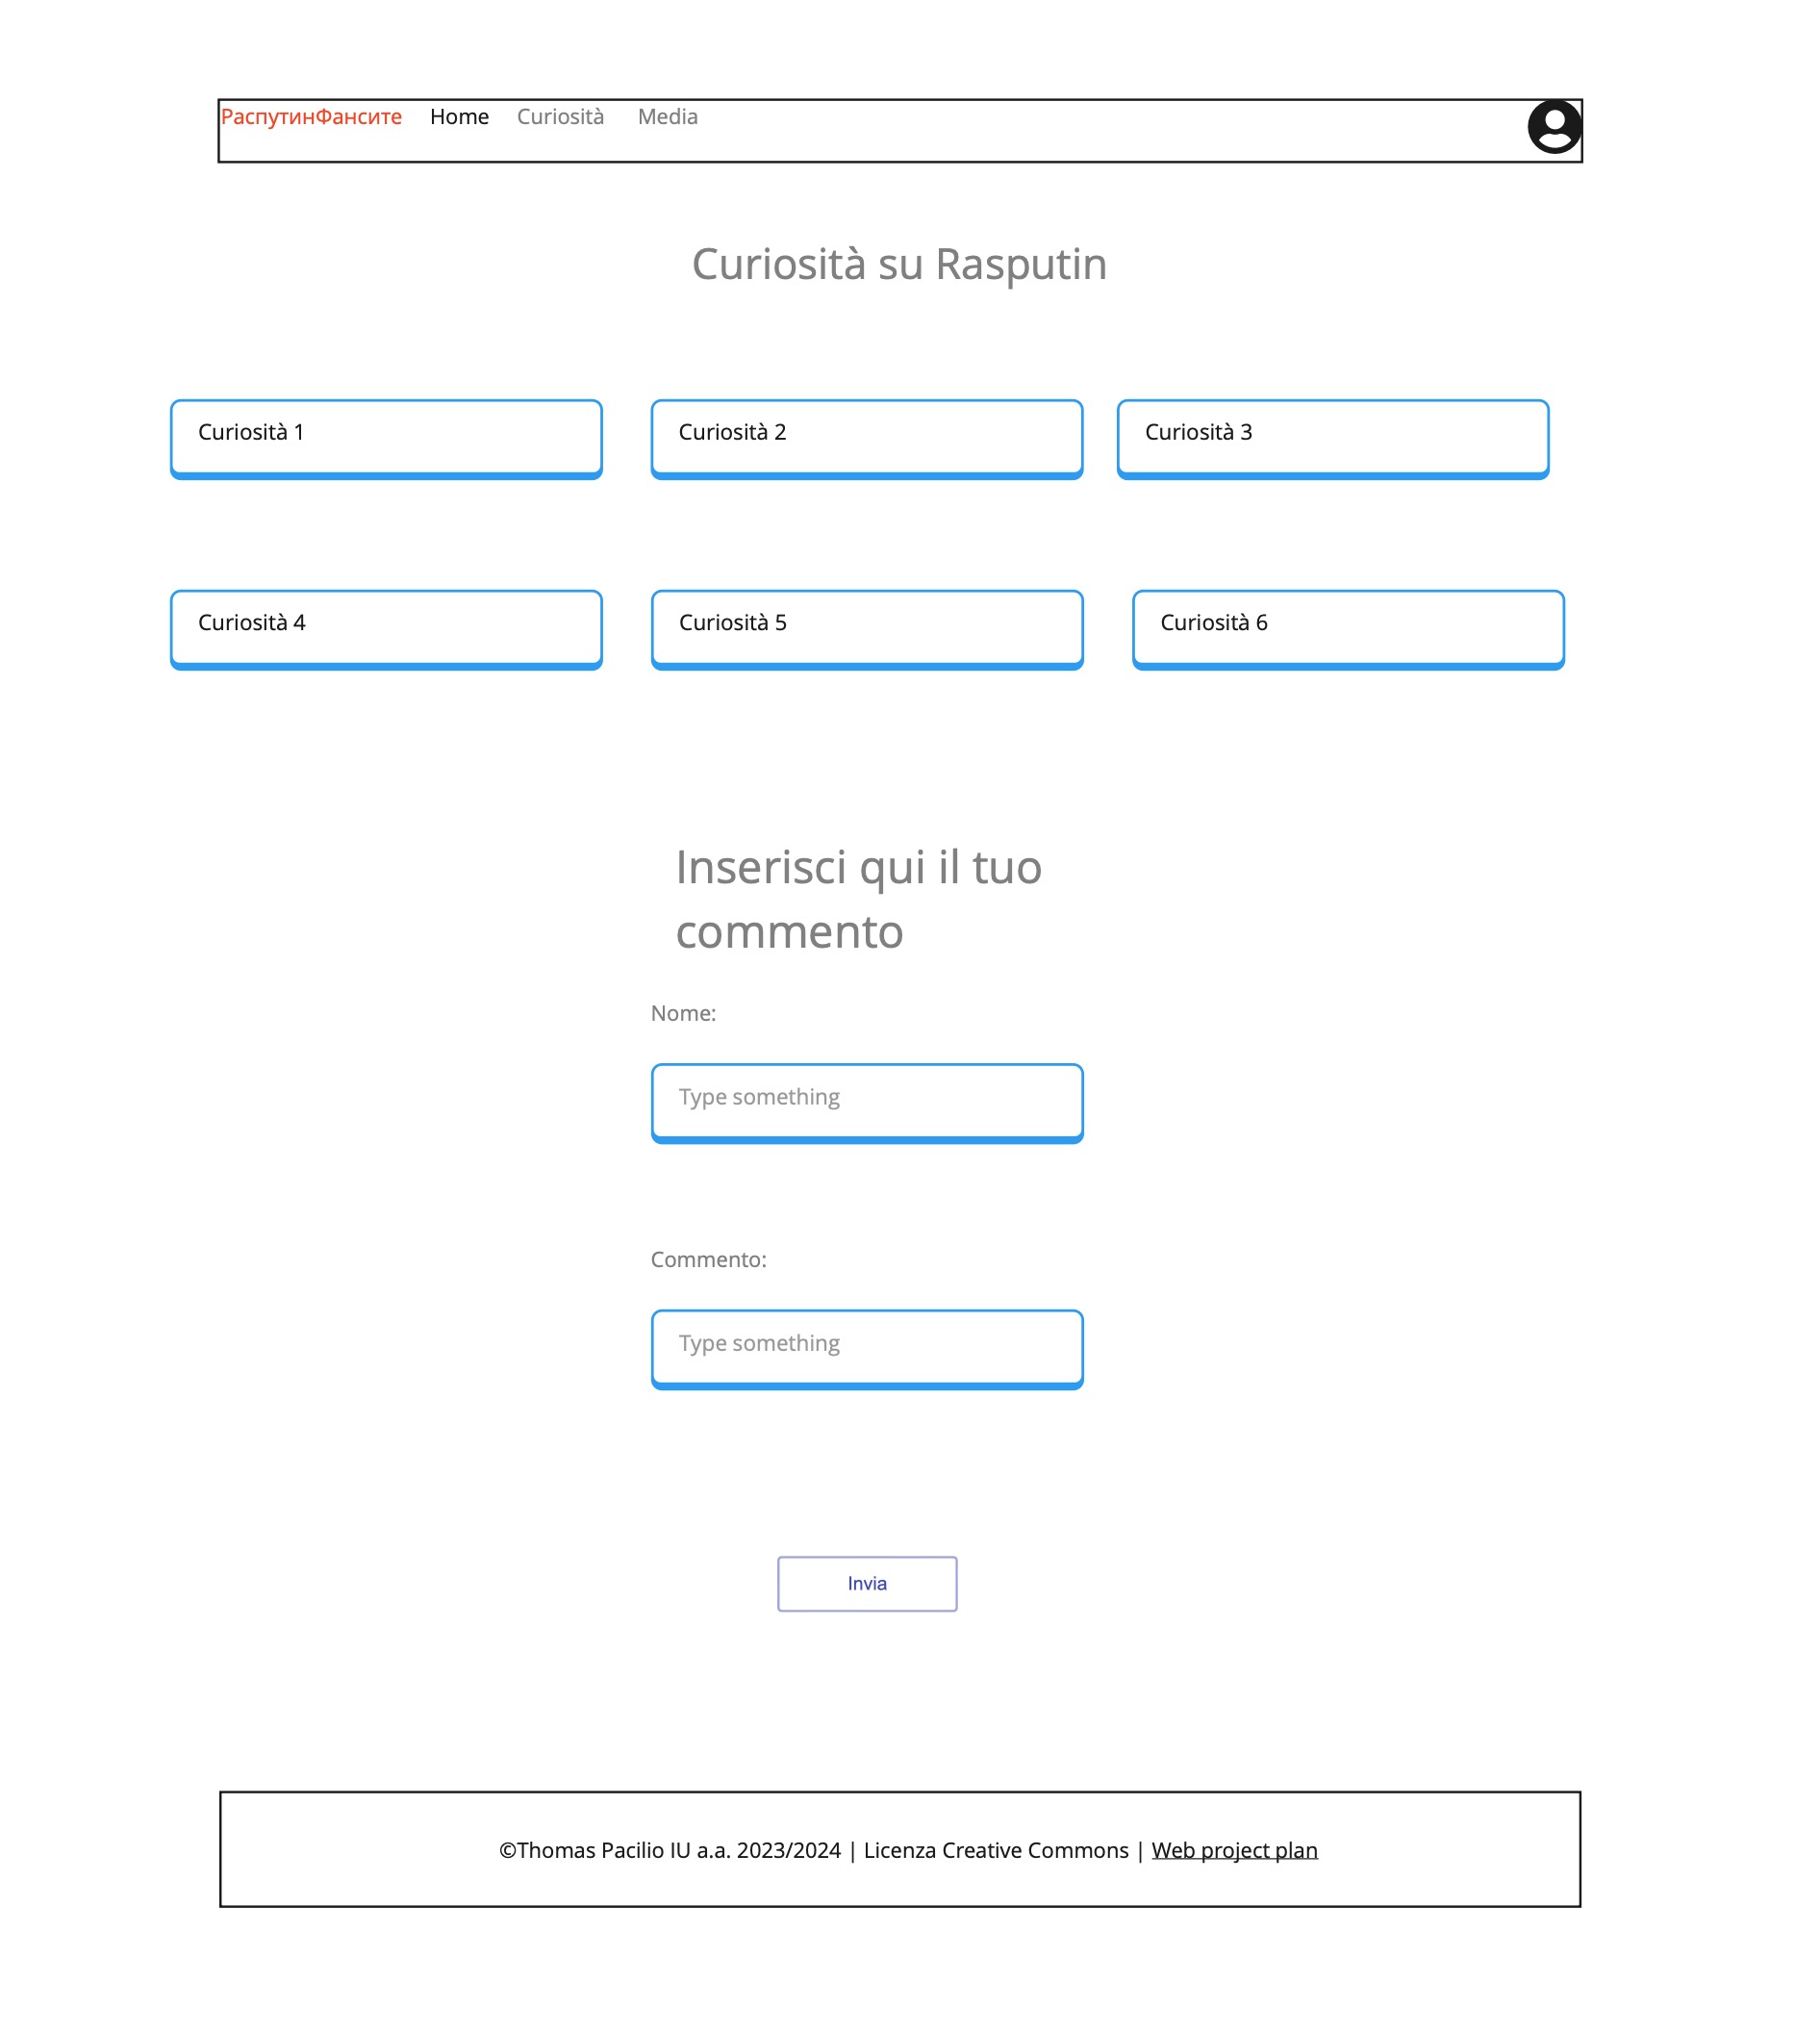 РаспутинФансите Home Curiosità Media
Curiosità su Rasputin
Curiosità 1 Curiosità 2 Curiosità 3
Curiosità 4 Curiosità 5 Curiosità 6
Inserisci qui il tuo
commento
Nome:
Type something
Commento:
Type something
Invia
©Thomas Pacilio IU a.a. 2023/2024 | Licenza Creative Commons | Web project plan